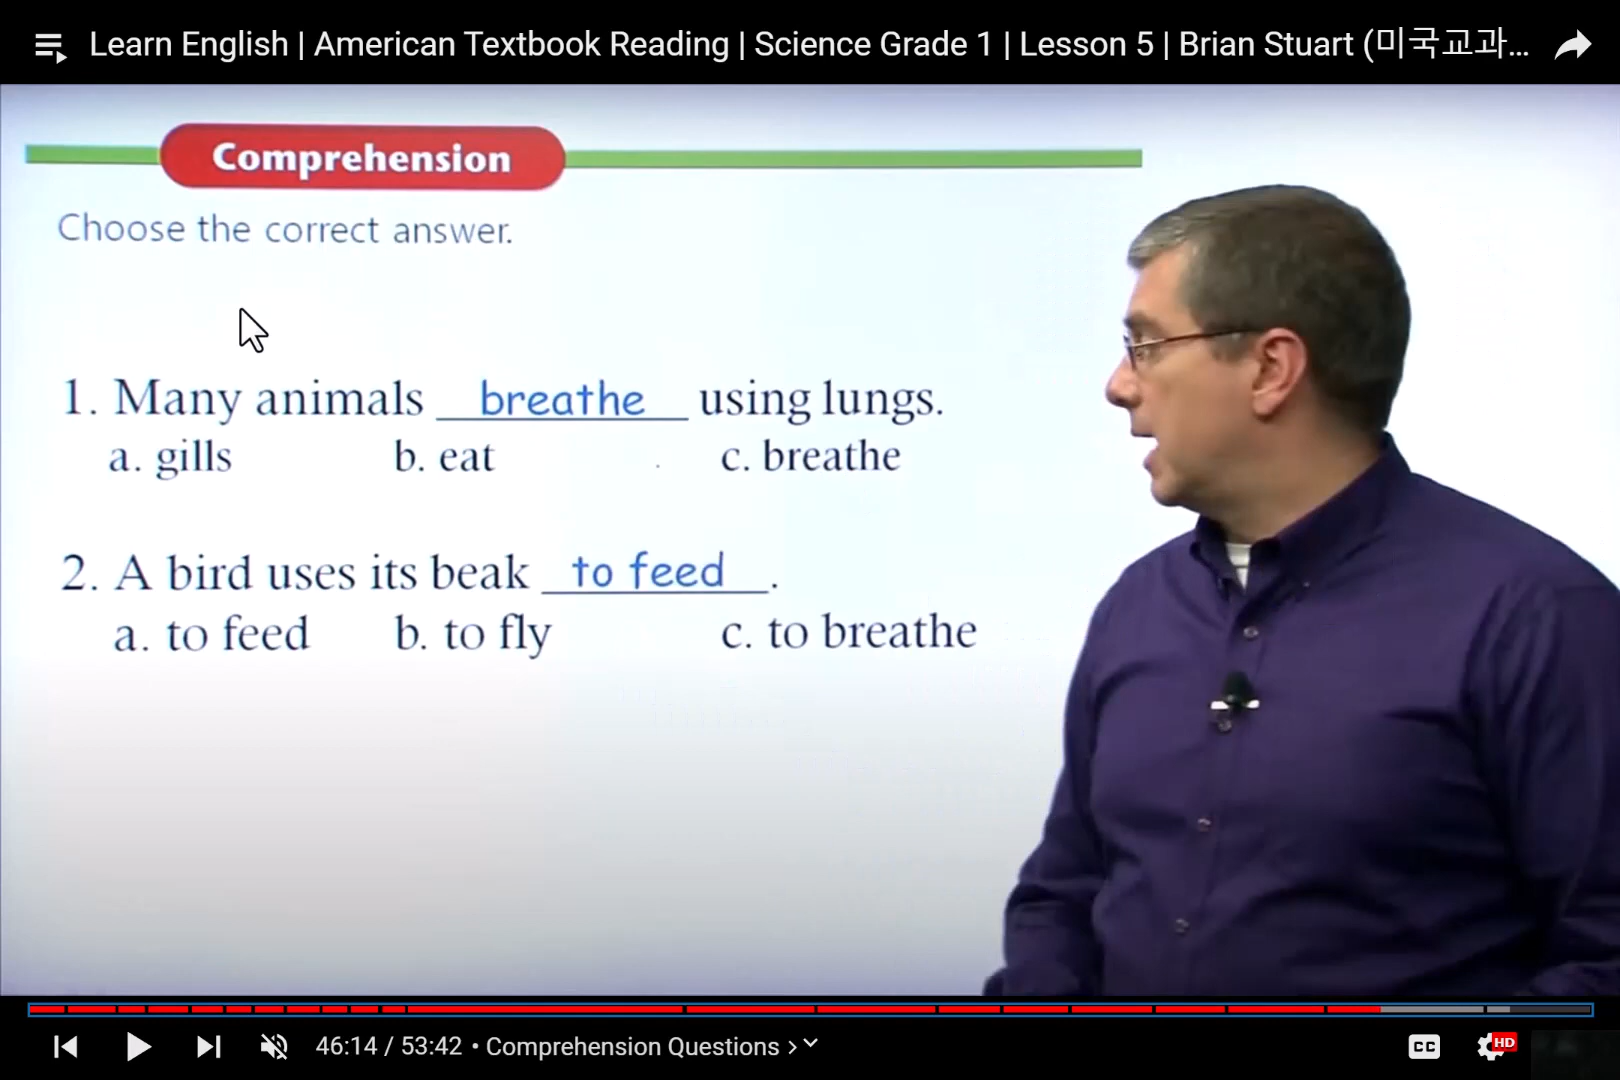 Learn English | American Textbook Reading | Science Grade 1 | Lesson 5 | Brian Stuart (미국교과...
Comprehension
Choose the correct answer.
1. Many animals breathe using lungs.
a. gills b. eat c. breathe
2. A bird uses its beak to feed.
a. to feed b. to fly c. to breathe
46:14 / 53:42 • Comprehension Questions >
CC
HD